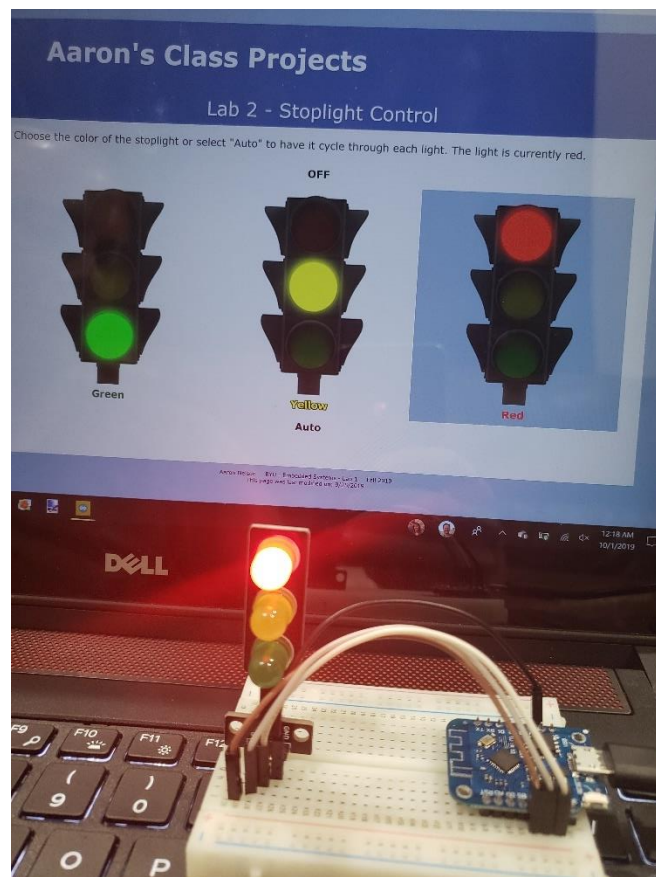 Aaron's Class Projects
Lab 2 - Stoplight Control
Choose the color of the stoplight or select "Auto" to have it cycle through each light. The light is currently red.
OFF
Green
Yellow
Red
Auto
12:18 AM
10/1/2019
DELL
GND
F9
F10
F11
F12
(
9
)
0
O
P